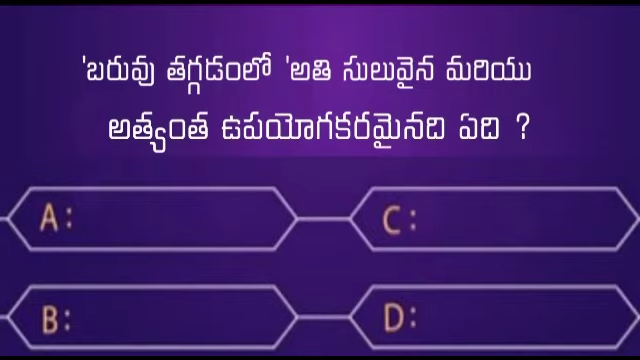 'బరువు తగ్గడంలో 'అతి సులువైన మరియు
అత్యంత ఉపయోగకరమైనది ఏది ?
A :
C :
B :
D :